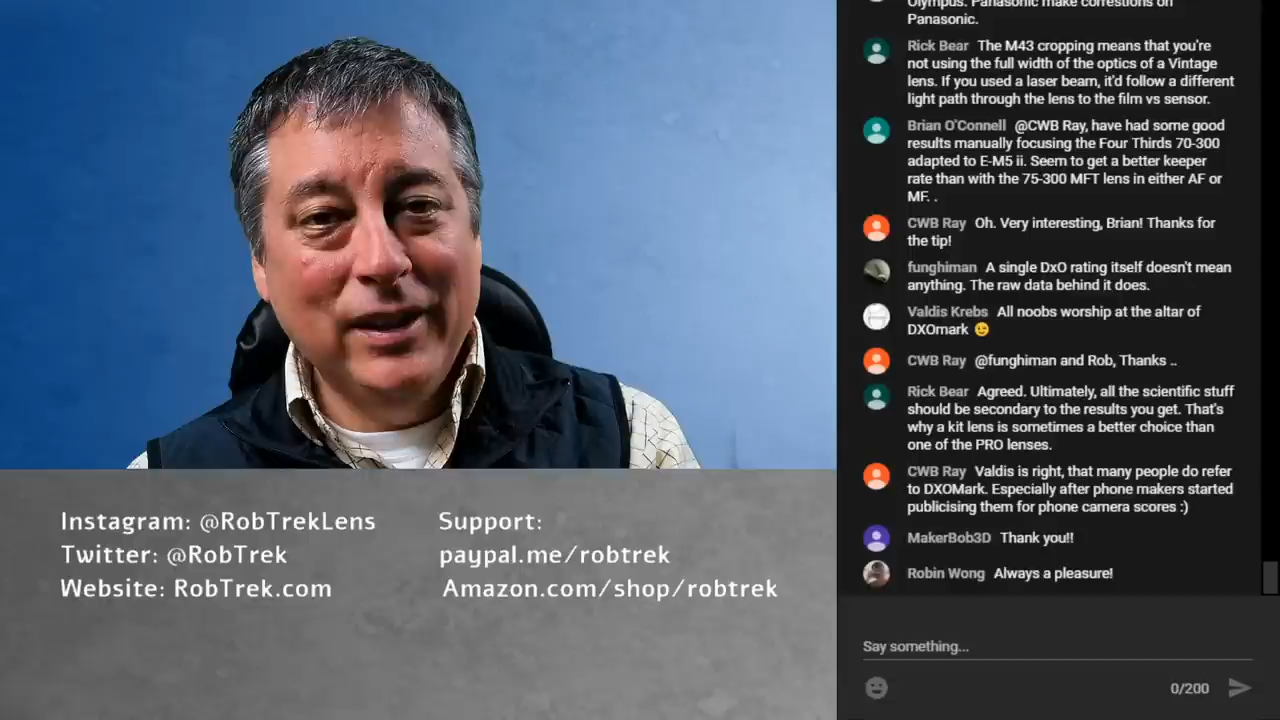 Instagram: @RobTrekLens
Twitter: @RobTrek
Website: RobTrek.com
Support:
paypal.me/robtrek
Amazon.com/shop/robtrek
Olympus. Panasonic make correstions on
Panasonic.
Rick Bear The M43 cropping means that you're
not using the full width of the optics of a Vintage
lens. If you used a laser beam, it'd follow a different
light path through the lens to the film vs sensor.
Brian O'Connell @CWB Ray, have had some good
results manually focusing the Four Thirds 70-300
adapted to E-M5 ii. Seem to get a better keeper
rate than with the 75-300 MFT lens in either AF or
MF. .
CWB Ray Oh. Very interesting, Brian! Thanks for
the tip!
funghiman A single DxO rating itself doesn't mean
anything. The raw data behind it does.
Valdis Krebs All noobs worship at the altar of
DXOmark 😉
CWB Ray @funghiman and Rob, Thanks ..
Rick Bear Agreed. Ultimately, all the scientific stuff
should be secondary to the results you get. That's
why a kit lens is sometimes a better choice than
one of the PRO lenses.
CWB Ray Valdis is right, that many people do refer
to DXOMark. Especially after phone makers started
publicising them for phone camera scores :)
MakerBob3D Thank you!!
Robin Wong Always a pleasure!
Say something...
0/200